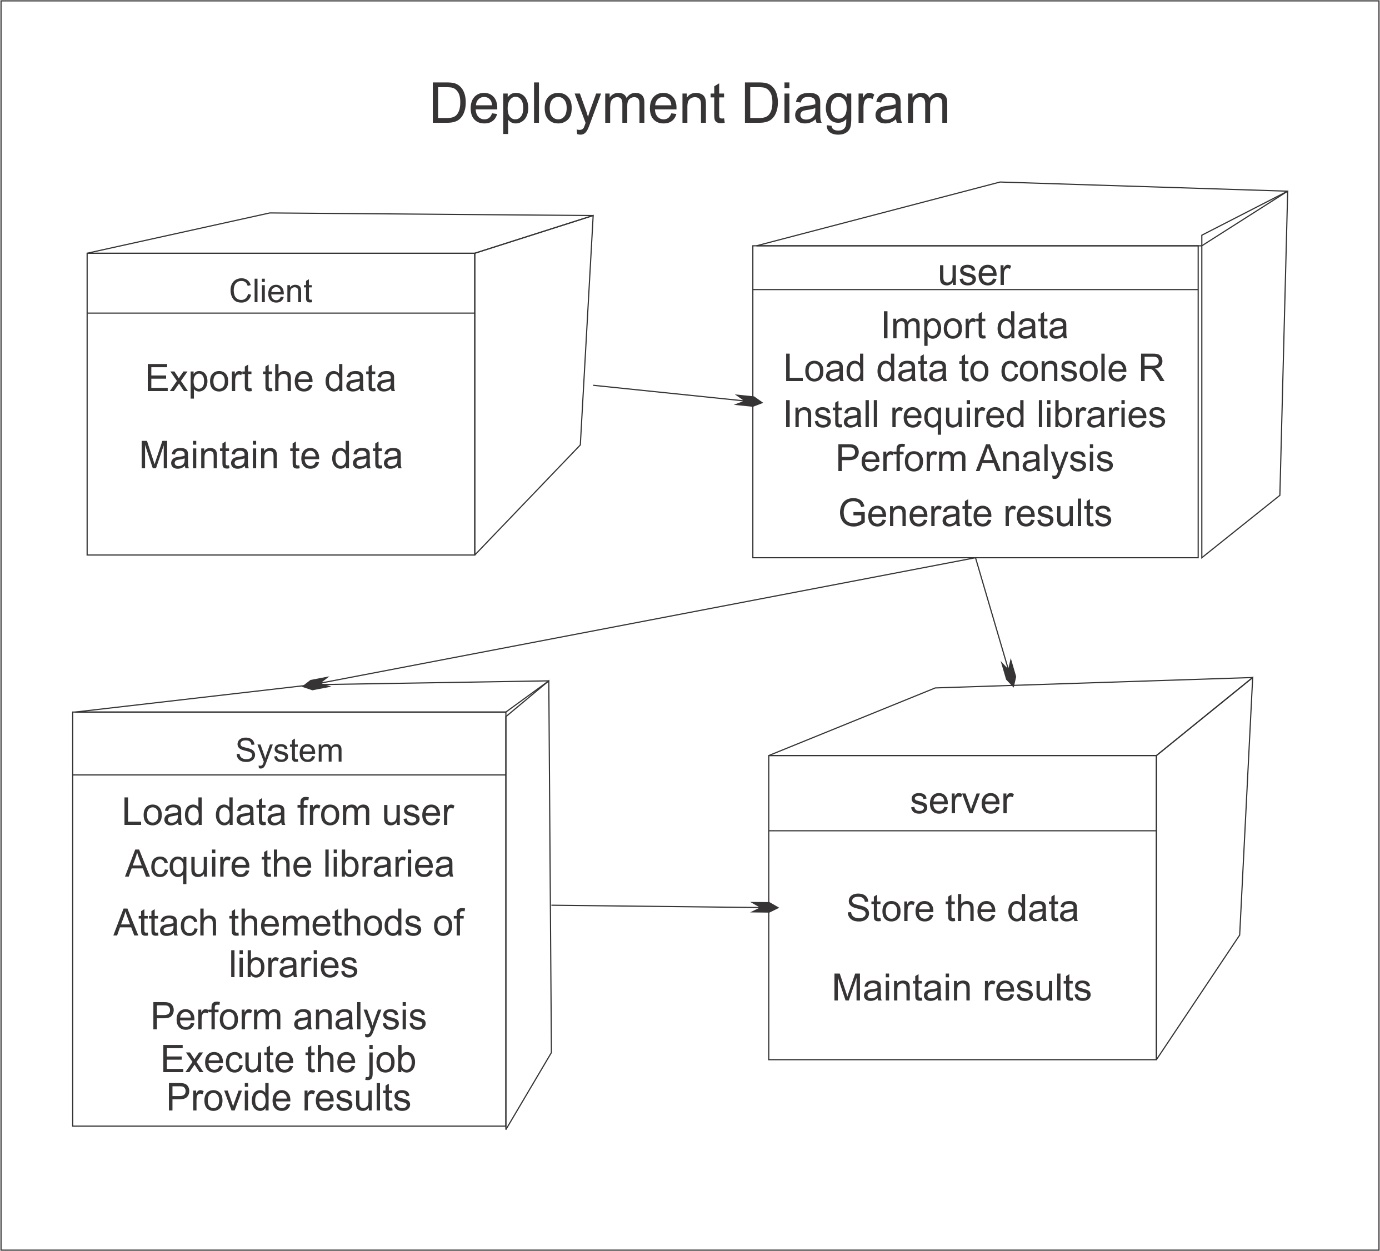 Deployment Diagram
Client
Export the data
Maintain te data
user
Import data
Load data to console R
Install required libraries
Perform Analysis
Generate results
System
Load data from user
Acquire the librariea
Attach themethods of
libraries
Perform analysis
Execute the job
Provide results
server
Store the data
Maintain results